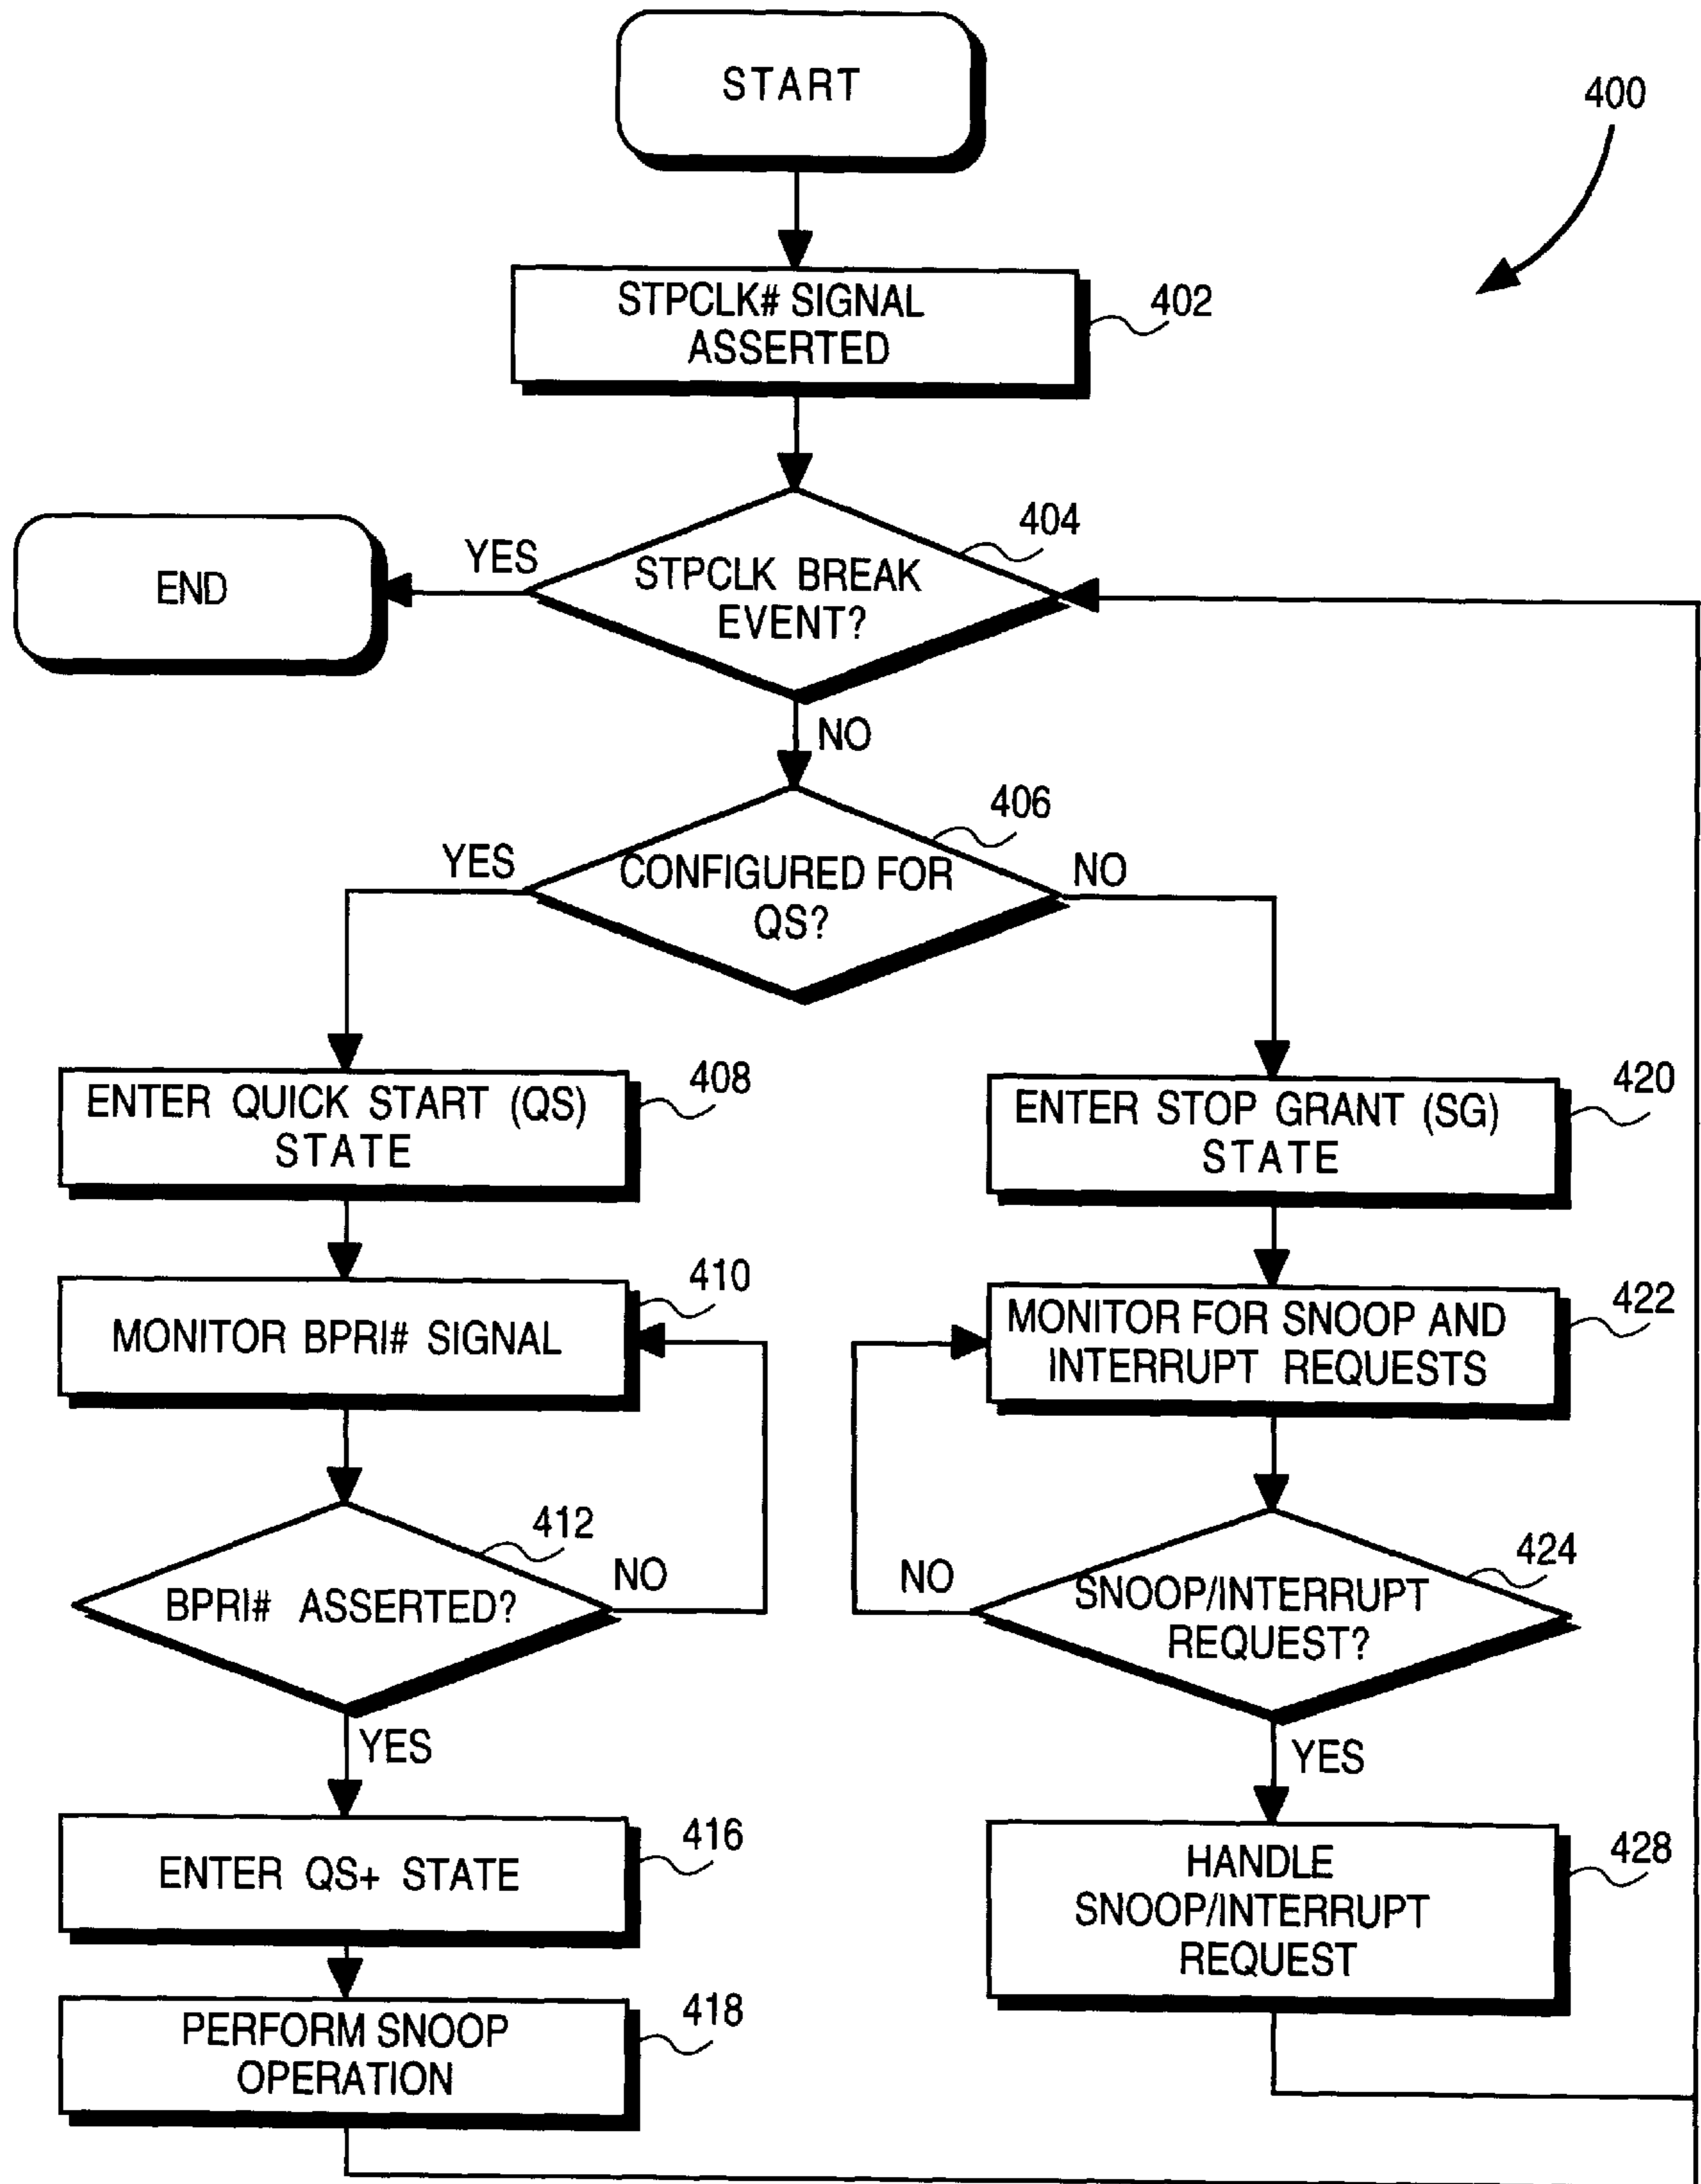 START
400
STPCLK# SIGNAL
ASSERTED
402
404
STPCLK BREAK
EVENT?
YES
END
NO
406
CONFIGURED FOR
QS?
YES
NO
ENTER QUICK START (QS)
STATE
408
ENTER STOP GRANT (SG)
STATE
420
MONITOR BPRI# SIGNAL
410
MONITOR FOR SNOOP AND
INTERRUPT REQUESTS
422
412
BPRI# ASSERTED?
NO
YES
424
SNOOP/INTERRUPT
REQUEST?
NO
YES
ENTER QS+ STATE
416
HANDLE
SNOOP/INTERRUPT
REQUEST
428
PERFORM SNOOP
OPERATION
418